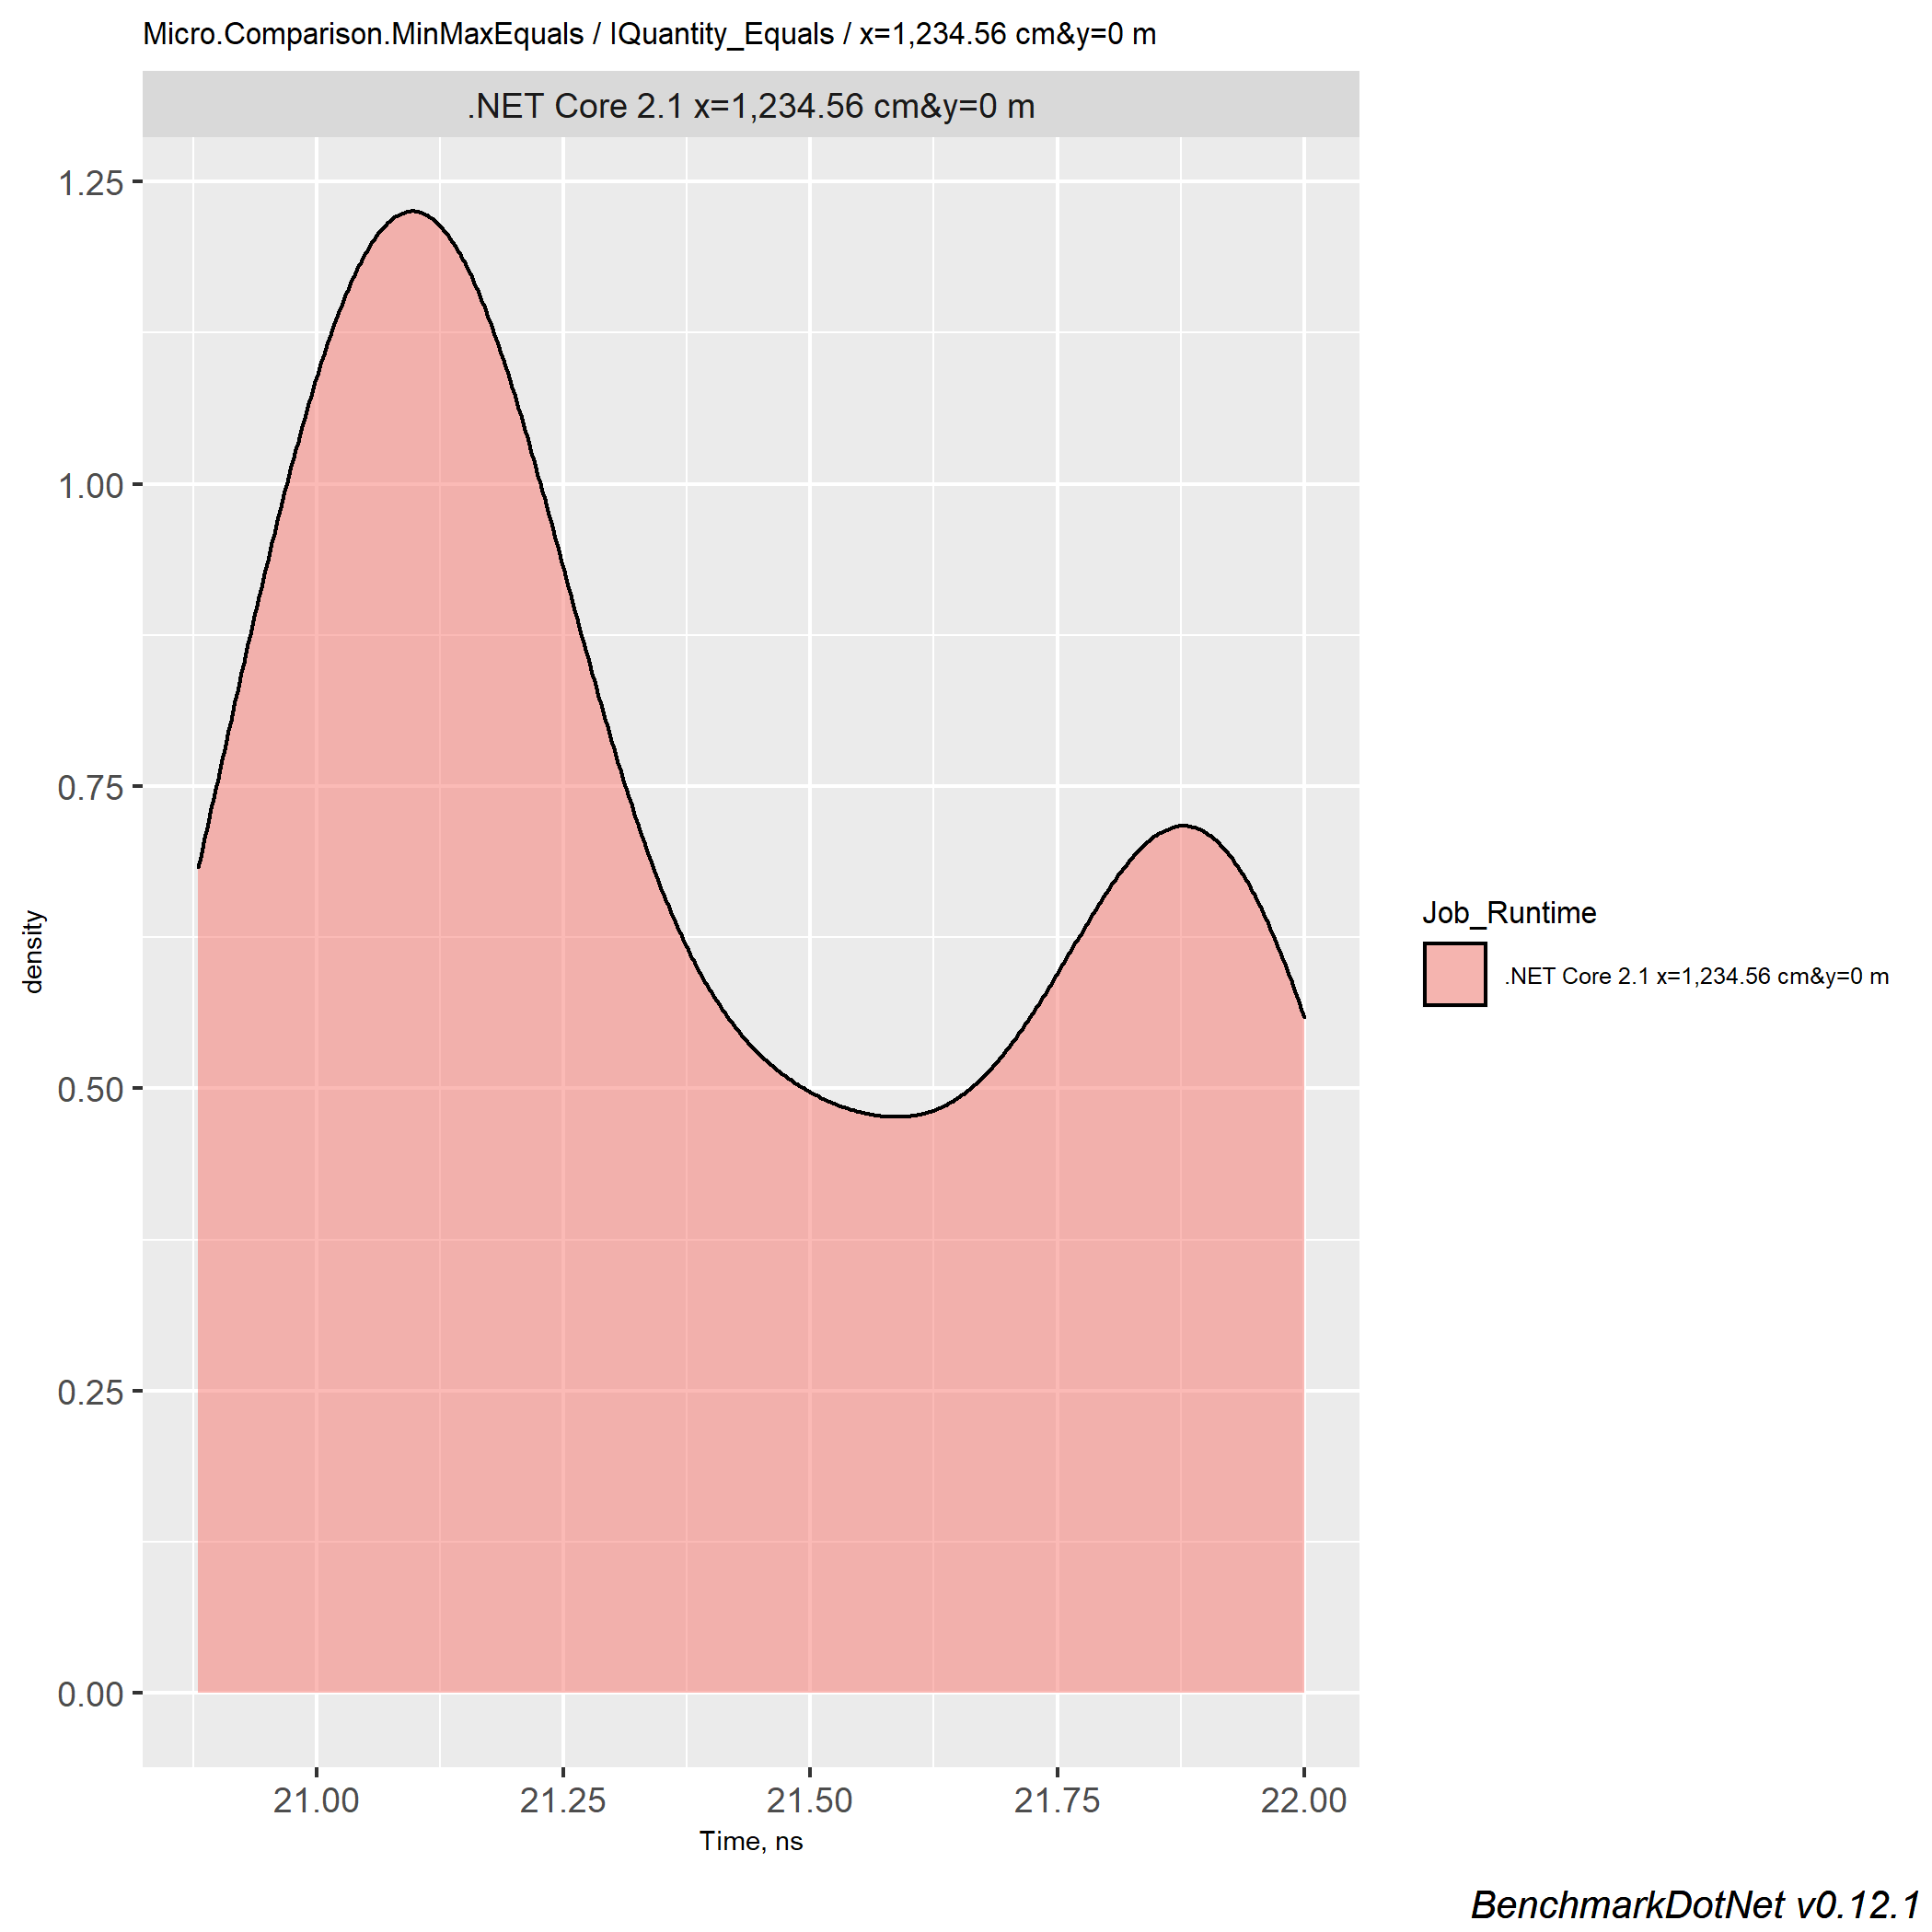 Micro.Comparison.MinMaxEquals / IQuantity_Equals / x=1,234.56 cm&y=0 m
.NET Core 2.1 x=1,234.56 cm&y=0 m
1.25
1.00
0.75
0.50
0.25
0.00
density
21.00 21.25 21.50 21.75 22.00
Time, ns
Job_Runtime
.NET Core 2.1 x=1,234.56 cm&y=0 m
BenchmarkDotNet v0.12.1